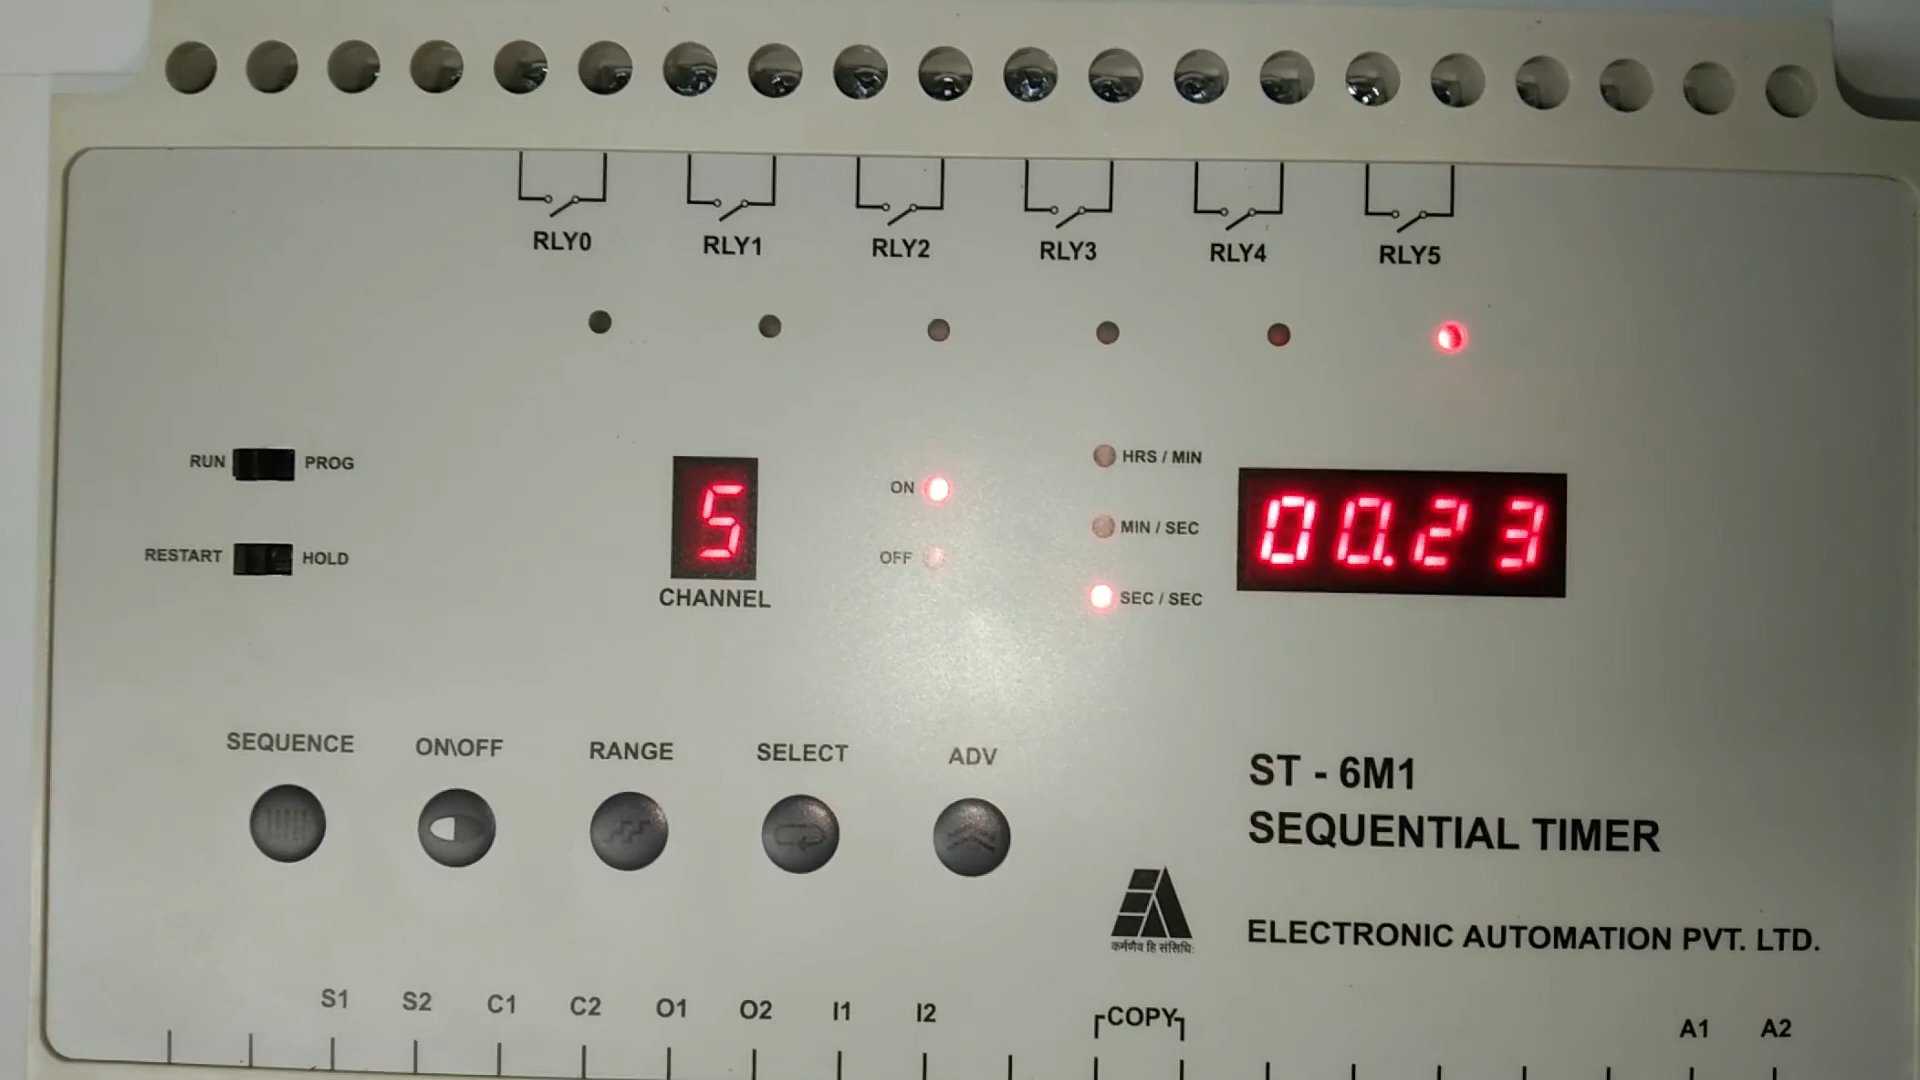 RLY0 RLY1 RLY2 RLY3 RLY4 RLY5
RUN PROG
RESTART HOLD
5
CHANNEL
ON
OFF
HRS / MIN
MIN / SEC
SEC / SEC
00.23
SEQUENCE ON\OFF RANGE SELECT ADV
ST - 6M1
SEQUENTIAL TIMER
कर्मणैव हि संसिधिः
ELECTRONIC AUTOMATION PVT. LTD.
S1 S2 C1 C2 O1 O2 I1 I2 COPY A1 A2